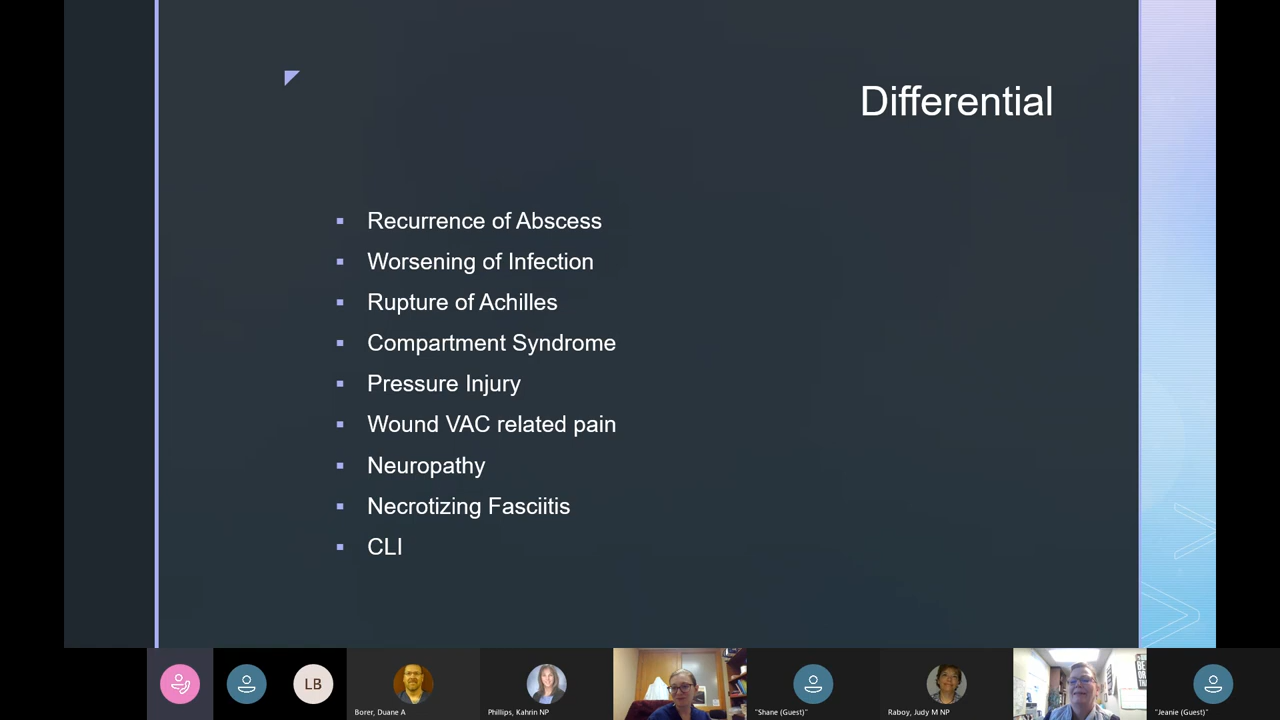 Differential
Recurrence of Abscess
Worsening of Infection
Rupture of Achilles
Compartment Syndrome
Pressure Injury
Wound VAC related pain
Neuropathy
Necrotizing Fasciitis
CLI
LB
Borer, Duane A
Phillips, Kahrin NP
"Shane (Guest)"
Raboy, Judy M NP
"Jeanie (Guest)"